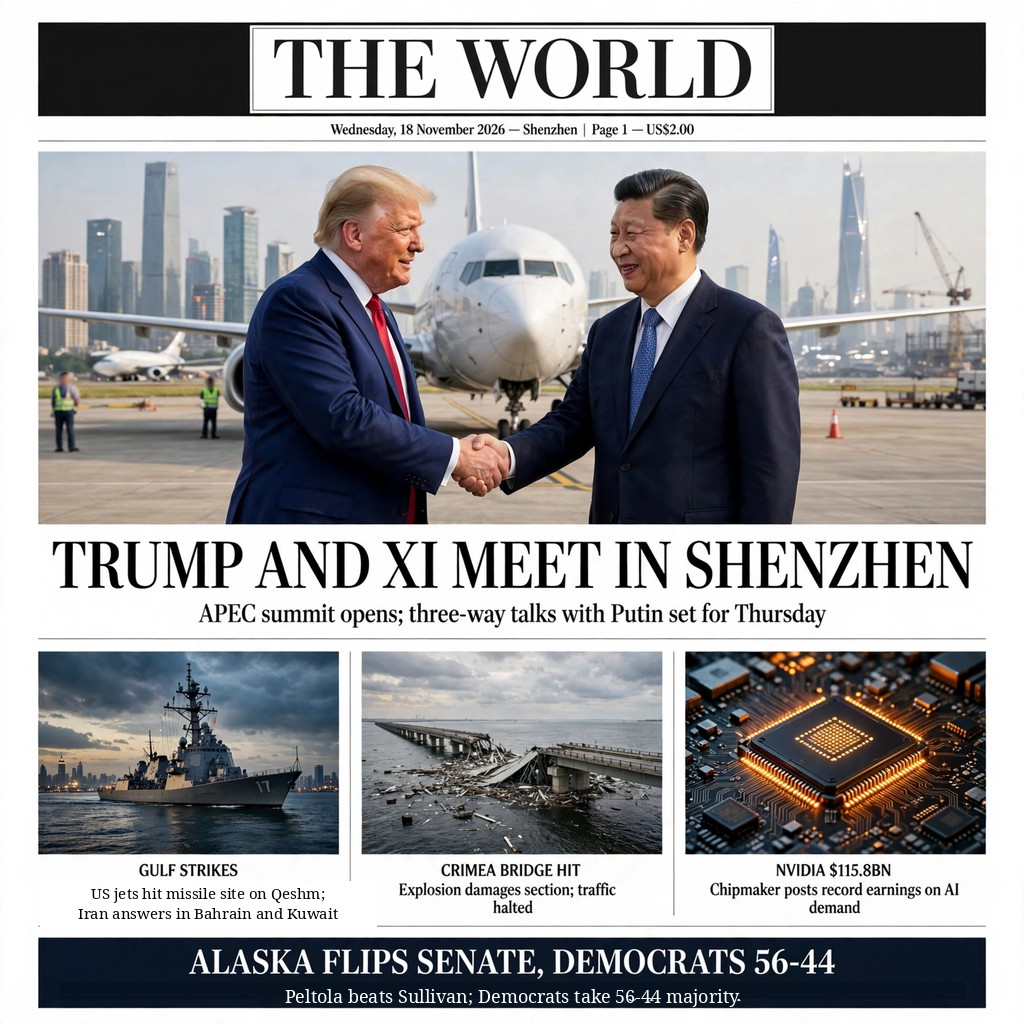 THE WORLD
Wednesday, 18 November 2026 — Shenzhen | Page 1 — US$2.00
TRUMP AND XI MEET IN SHENZHEN
APEC summit opens; three-way talks with Putin set for Thursday
17
GULF STRIKES
US jets hit missile site on Qeshm;
Iran answers in Bahrain and Kuwait
CRIMEA BRIDGE HIT
Explosion damages section; traffic
halted
NVIDIA $115.8BN
Chipmaker posts record earnings on AI
demand
ALASKA FLIPS SENATE, DEMOCRATS 56-44
Peltola beats Sullivan; Democrats take 56-44 majority.